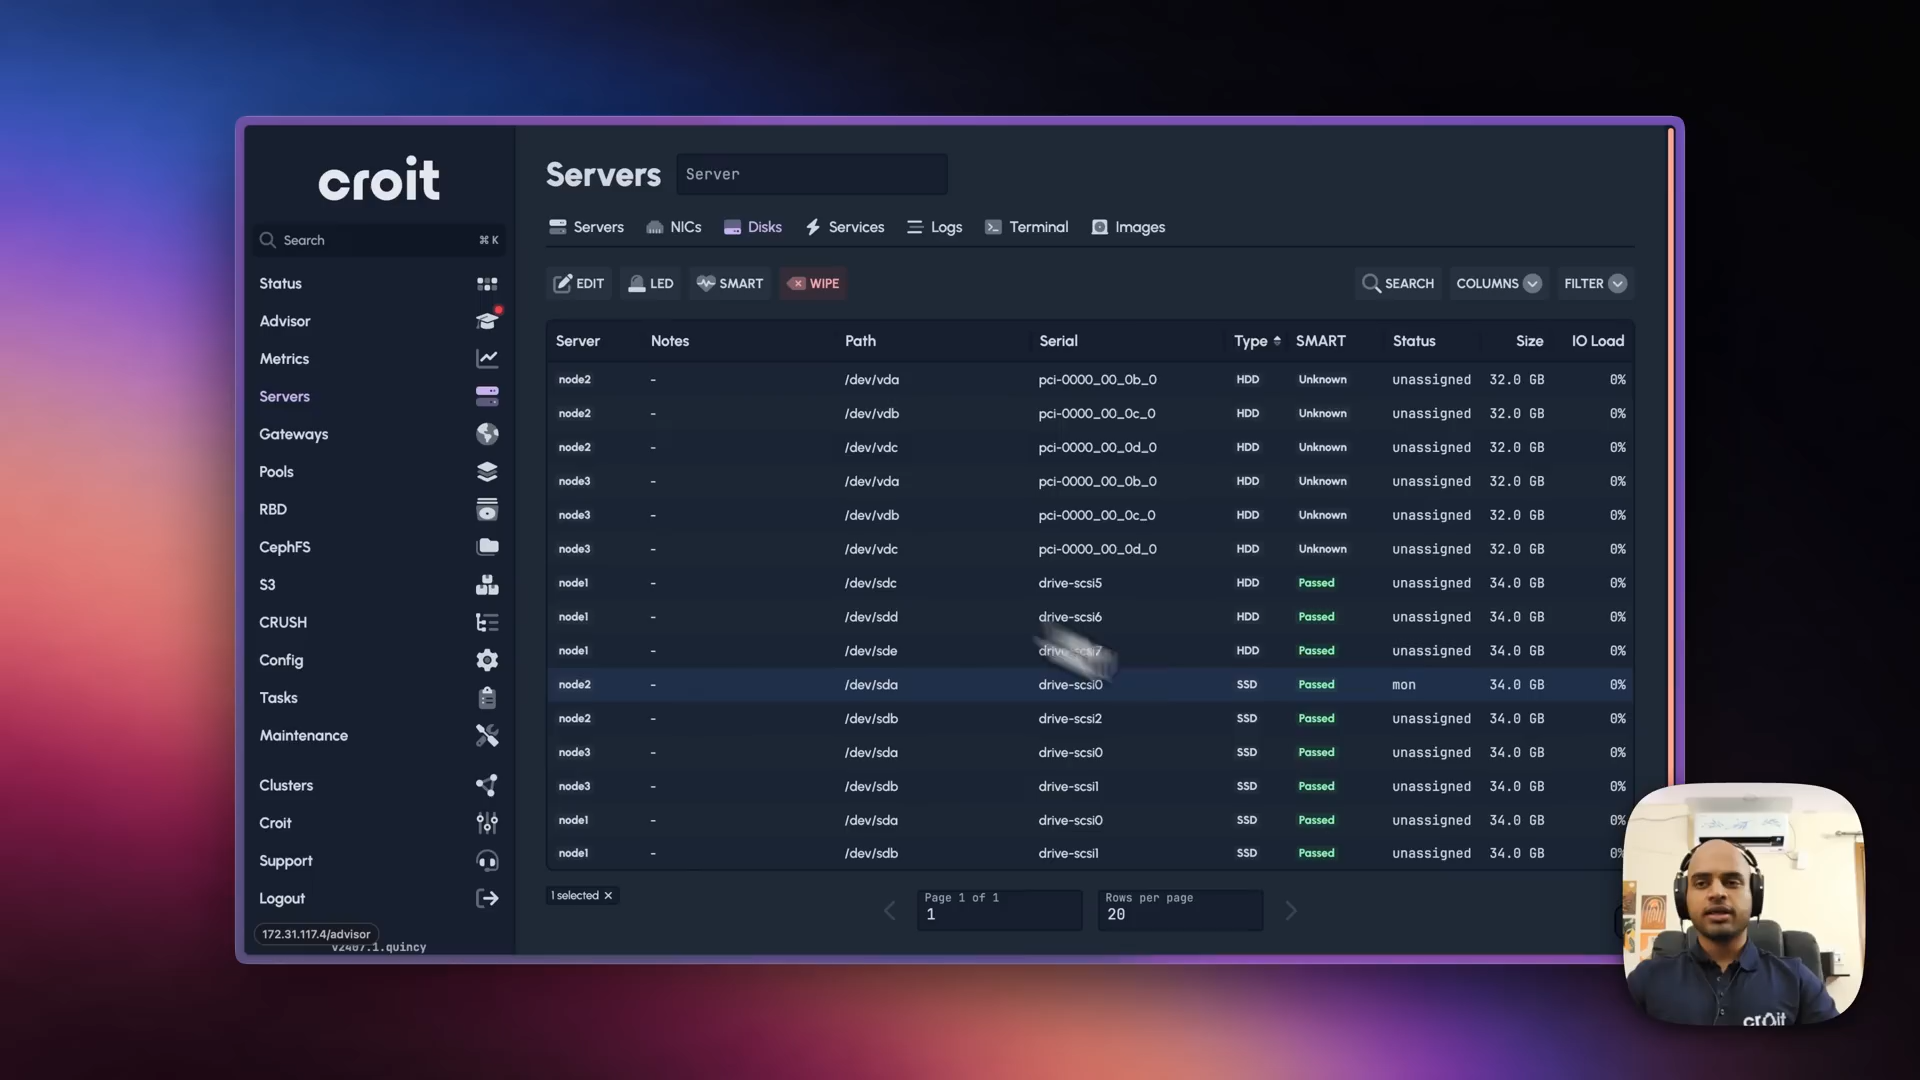 croit
Search ⌘ K
Status
Advisor
Metrics
Servers
Gateways
Pools
RBD
CephFS
S3
CRUSH
Config
Tasks
Maintenance
Clusters
Croit
Support
Logout
172.31.117.4/advisor
v2407.1.quincy
Servers Server
Servers NICs Disks Services Logs Terminal Images
EDIT LED SMART WIPE SEARCH COLUMNS FILTER
Server Notes Path Serial Type SMART Status Size IO Load
node2 - /dev/vda pci-0000_00_0b_0 HDD Unknown unassigned 32.0 GB 0%
node2 - /dev/vdb pci-0000_00_0c_0 HDD Unknown unassigned 32.0 GB 0%
node2 - /dev/vdc pci-0000_00_0d_0 HDD Unknown unassigned 32.0 GB 0%
node3 - /dev/vda pci-0000_00_0b_0 HDD Unknown unassigned 32.0 GB 0%
node3 - /dev/vdb pci-0000_00_0c_0 HDD Unknown unassigned 32.0 GB 0%
node3 - /dev/vdc pci-0000_00_0d_0 HDD Unknown unassigned 32.0 GB 0%
node1 - /dev/sdc drive-scsi5 HDD Passed unassigned 34.0 GB 0%
node1 - /dev/sdd drive-scsi6 HDD Passed unassigned 34.0 GB 0%
node1 - /dev/sde drive-scsi7 HDD Passed unassigned 34.0 GB 0%
node2 - /dev/sda drive-scsi0 SSD Passed mon 34.0 GB 0%
node2 - /dev/sdb drive-scsi2 SSD Passed unassigned 34.0 GB 0%
node3 - /dev/sda drive-scsi0 SSD Passed unassigned 34.0 GB 0%
node3 - /dev/sdb drive-scsi1 SSD Passed unassigned 34.0 GB 0%
node1 - /dev/sda drive-scsi0 SSD Passed unassigned 34.0 GB 0%
node1 - /dev/sdb drive-scsi1 SSD Passed unassigned 34.0 GB 0%
1 selected
Page 1 of 1
1
Rows per page
20
croit